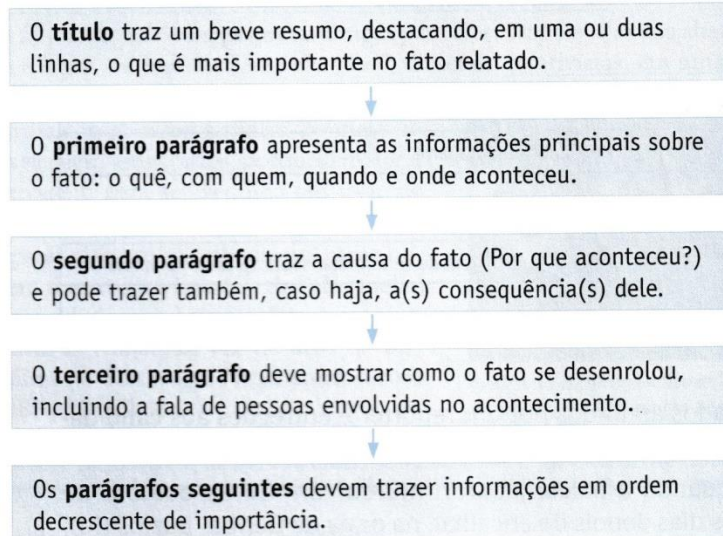 O título traz um breve resumo, destacando, em uma ou duas
linhas, o que é mais importante no fato relatado.
O primeiro parágrafo apresenta as informações principais sobre
o fato: o quê, com quem, quando e onde aconteceu.
O segundo parágrafo traz a causa do fato (Por que aconteceu?)
e pode trazer também, caso haja, a(s) consequência(s) dele.
O terceiro parágrafo deve mostrar como o fato se desenrolou,
incluindo a fala de pessoas envolvidas no acontecimento.
Os parágrafos seguintes devem trazer informações em ordem
decrescente de importância.